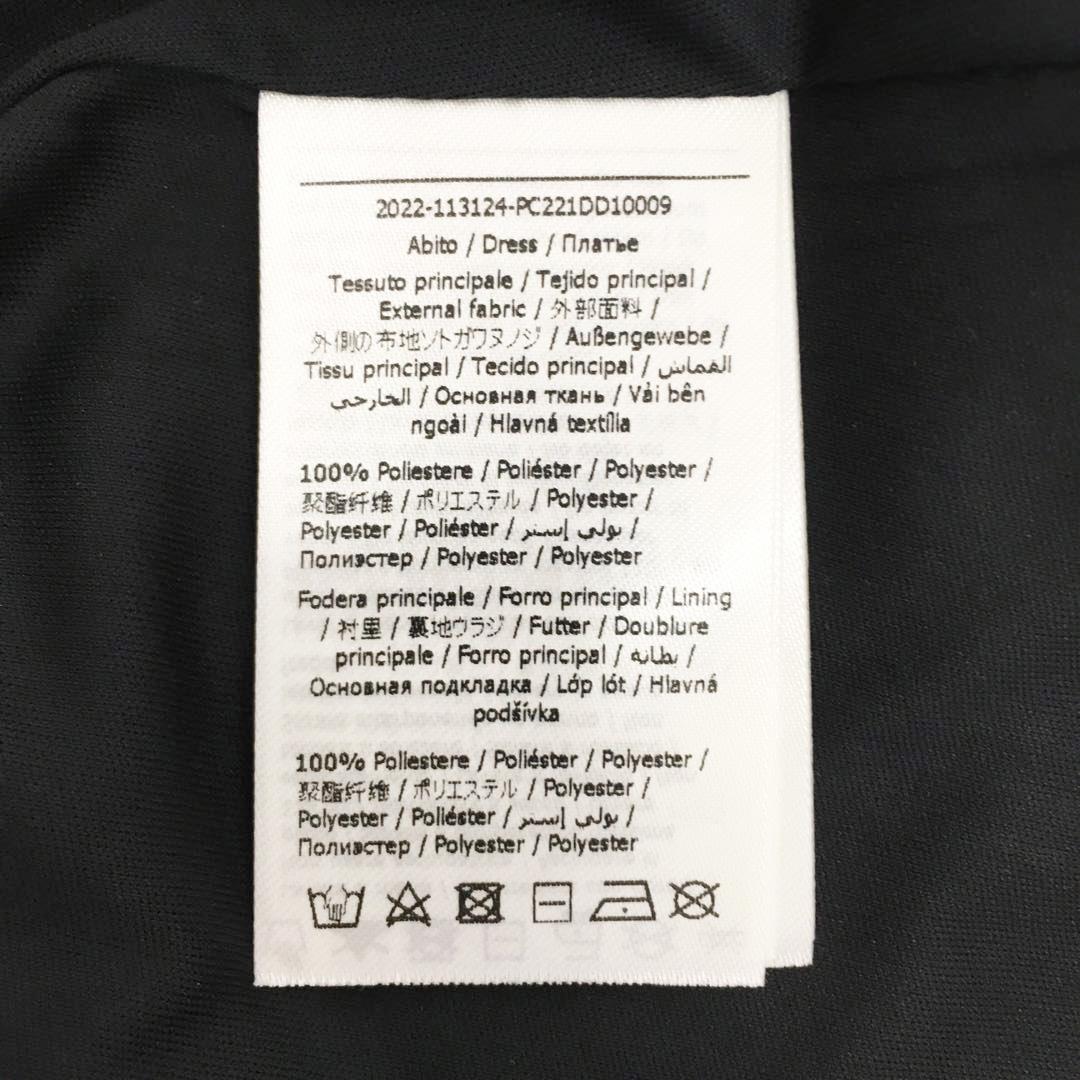 2022-113124-PC221DD10009
Abito / Dress / Платье
Tessuto principale / Tejido principal /
External fabric / 外部面料 /
外側の布地ソトガワヌノジ / Außengewebe /
Tissu principal / Tecido principal / القماش
الخارجي / Основная ткань / Vải bên
ngoài / Hlavná textília
100% Poliestere / Poliéster / Polyester /
聚酯纤维 / ポリエステル / Polyester /
Polyester / Poliéster / بولي إستر /
Полиэстер / Polyester / Polyester
Fodera principale / Forro principal / Lining
/ 衬里 / 裏地ウラジ / Futter / Doublure
principale / Forro principal / بطانه /
Основная подкладка / Lớp lót / Hlavná
podšívka
100% Poliestere / Poliéster / Polyester /
聚酯纤维 / ポリエステル / Polyester /
Polyester / Poliéster / بولي إستر /
Полиэстер / Polyester / Polyester